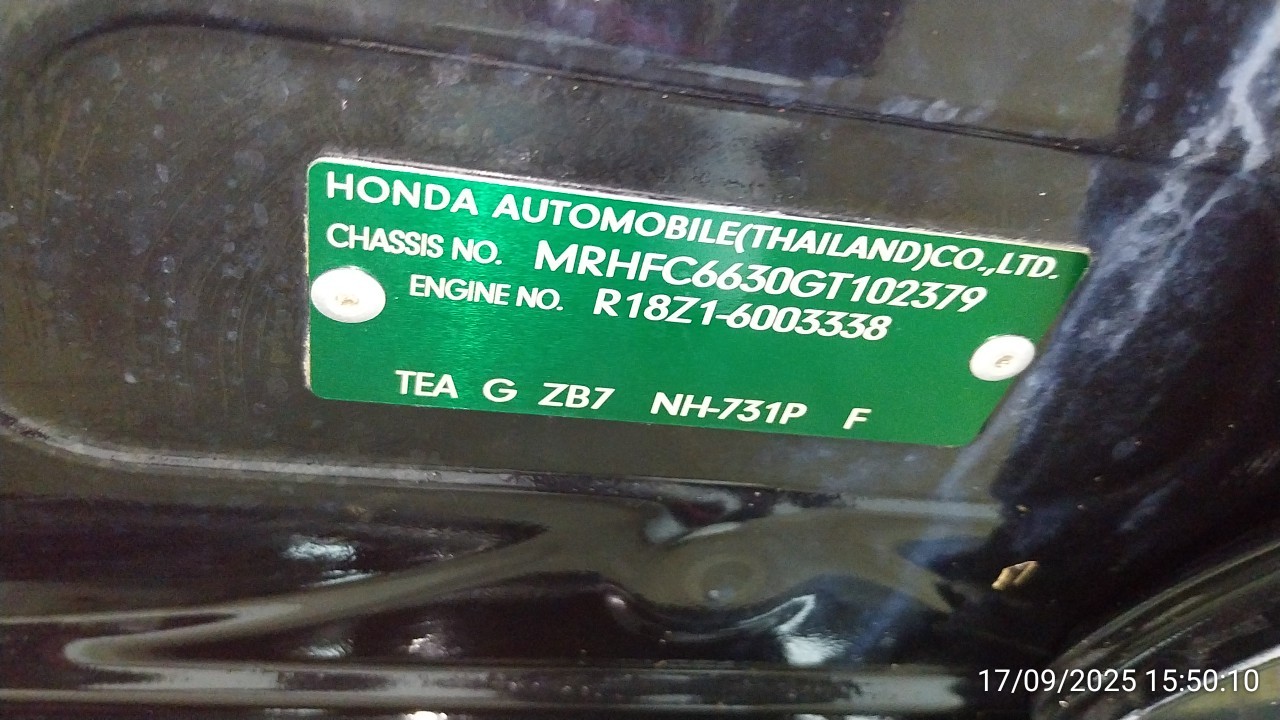 HONDA AUTOMOBILE(THAILAND)CO.,LTD.
CHASSIS NO. MRHFC6630GT102379
ENGINE NO. R18Z1-6003338
TEA G ZB7 NH-731P F
17/09/2025 15:50:10